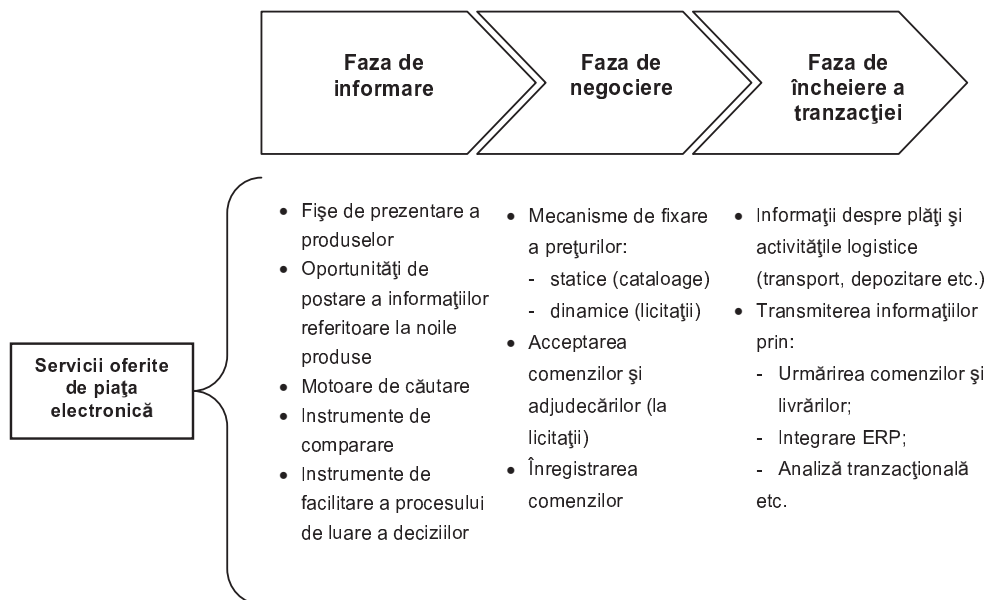 Faza de
informare
Faza de
negociere
Faza de
încheiere a
tranzacţiei
Servicii oferite
de piaţa
electronică
• Fişe de prezentare a
produselor
• Oportunităţi de
postare a informaţiilor
referitoare la noile
produse
• Motoare de căutare
• Instrumente de
comparare
• Instrumente de
facilitare a procesului
de luare a deciziilor
• Mecanisme de fixare
a preţurilor:
- statice (cataloage)
- dinamice (licitaţii)
• Acceptarea
comenzilor şi
adjudecărilor (la
licitaţii)
• Înregistrarea
comenzilor
• Informaţii despre plăţi şi
activităţile logistice
(transport, depozitare etc.)
• Transmiterea informaţiilor
prin:
- Urmărirea comenzilor şi
livrărilor;
- Integrare ERP;
- Analiză tranzacţională
etc.